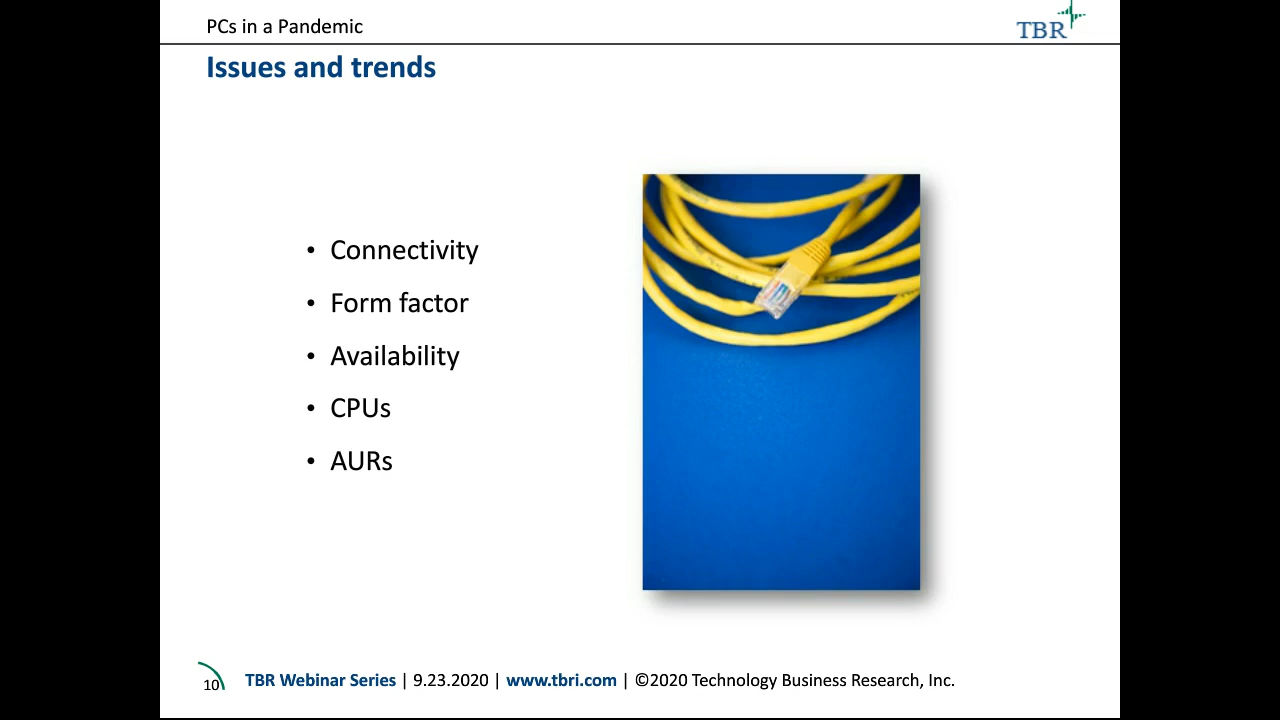 PCs in a Pandemic
TBR
Issues and trends
• Connectivity
• Form factor
• Availability
• CPUs
• AURs
10 TBR Webinar Series | 9.23.2020 | www.tbri.com | ©2020 Technology Business Research, Inc.